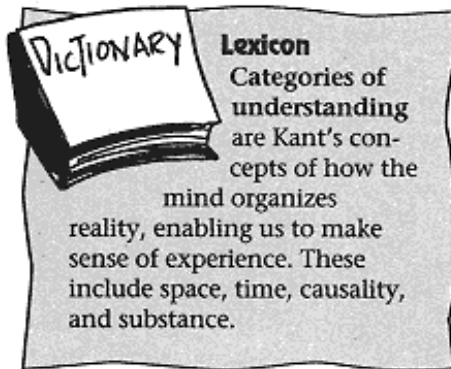 DICTIONARY
Lexicon
Categories of
understanding
are Kant's con-
cepts of how the
mind organizes
reality, enabling us to make
sense of experience. These
include space, time, causality,
and substance.